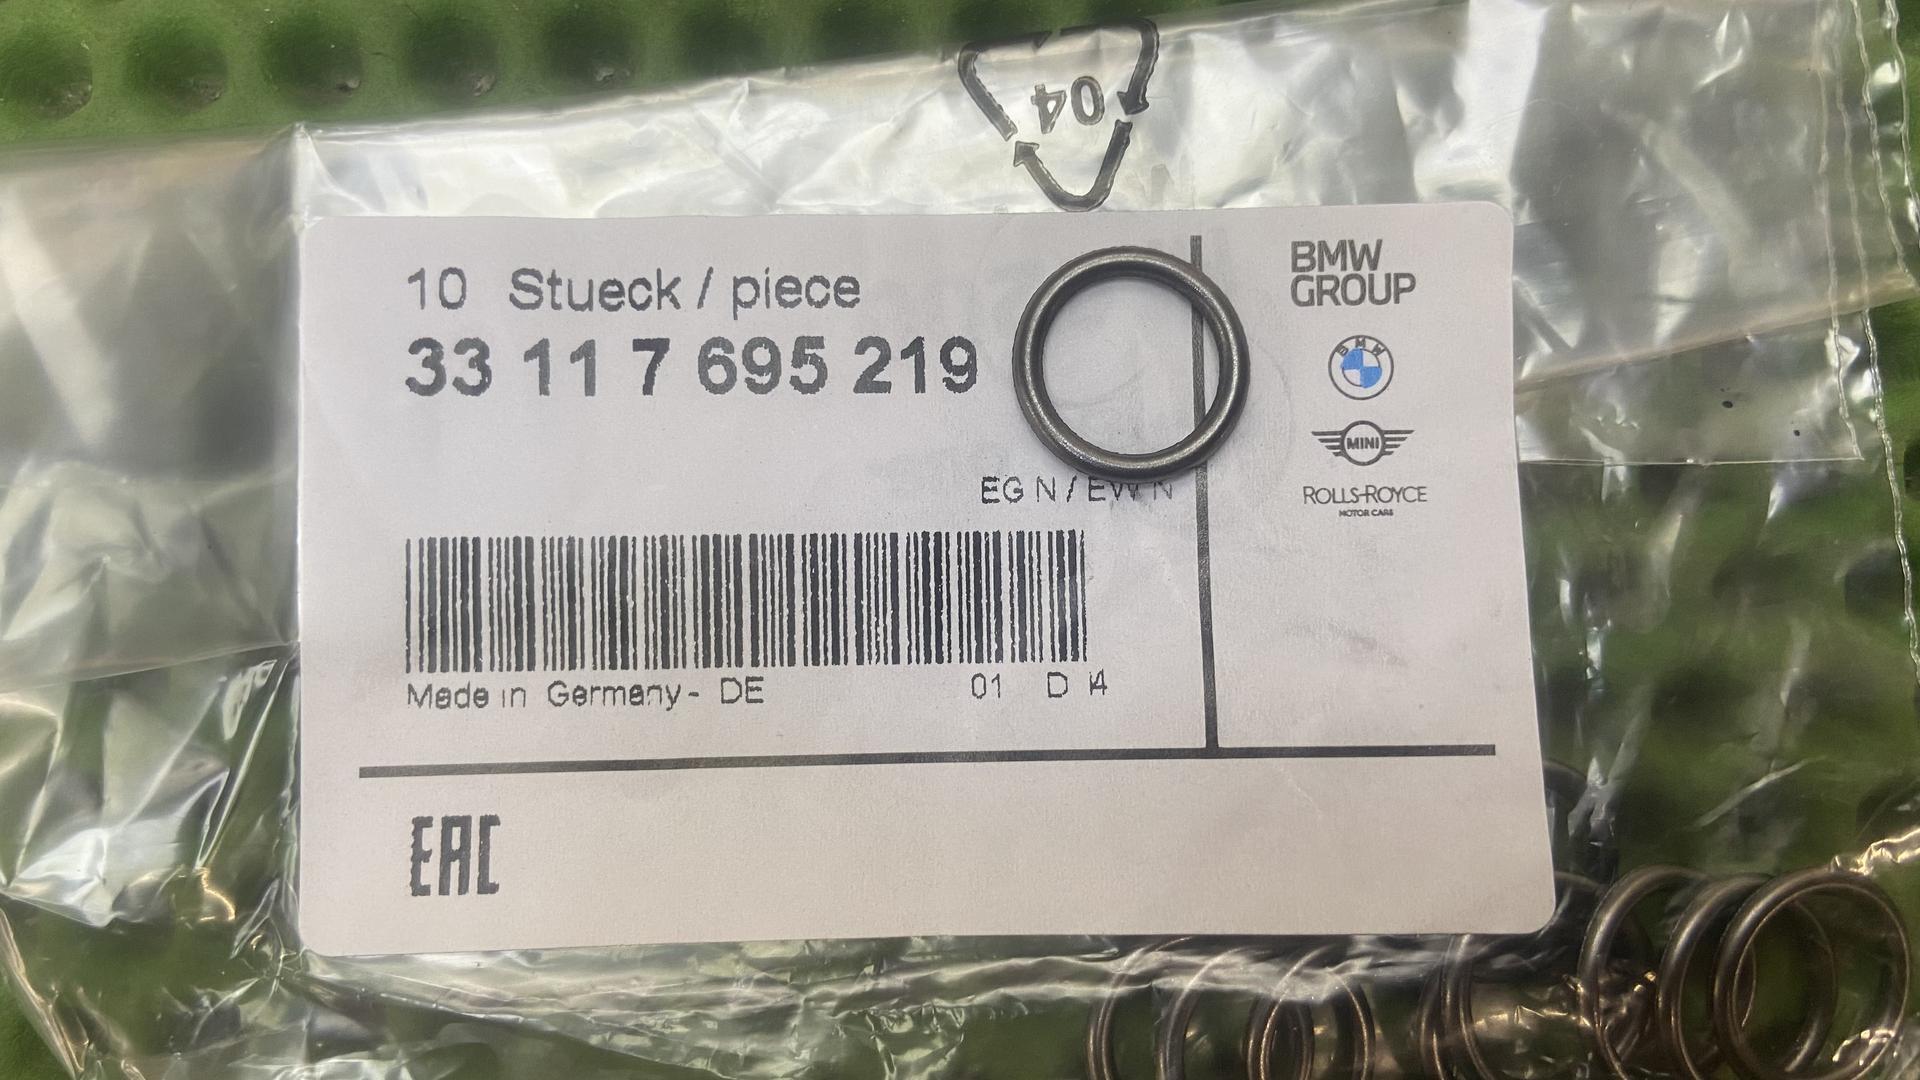 04
10 Stueck / piece
33 11 7 695 219
EG N / EW N
Made in Germany - DE 01 D
EAC
BMW
GROUP
BMW
MINI
ROLLS-ROYCE
MOTOR CARS